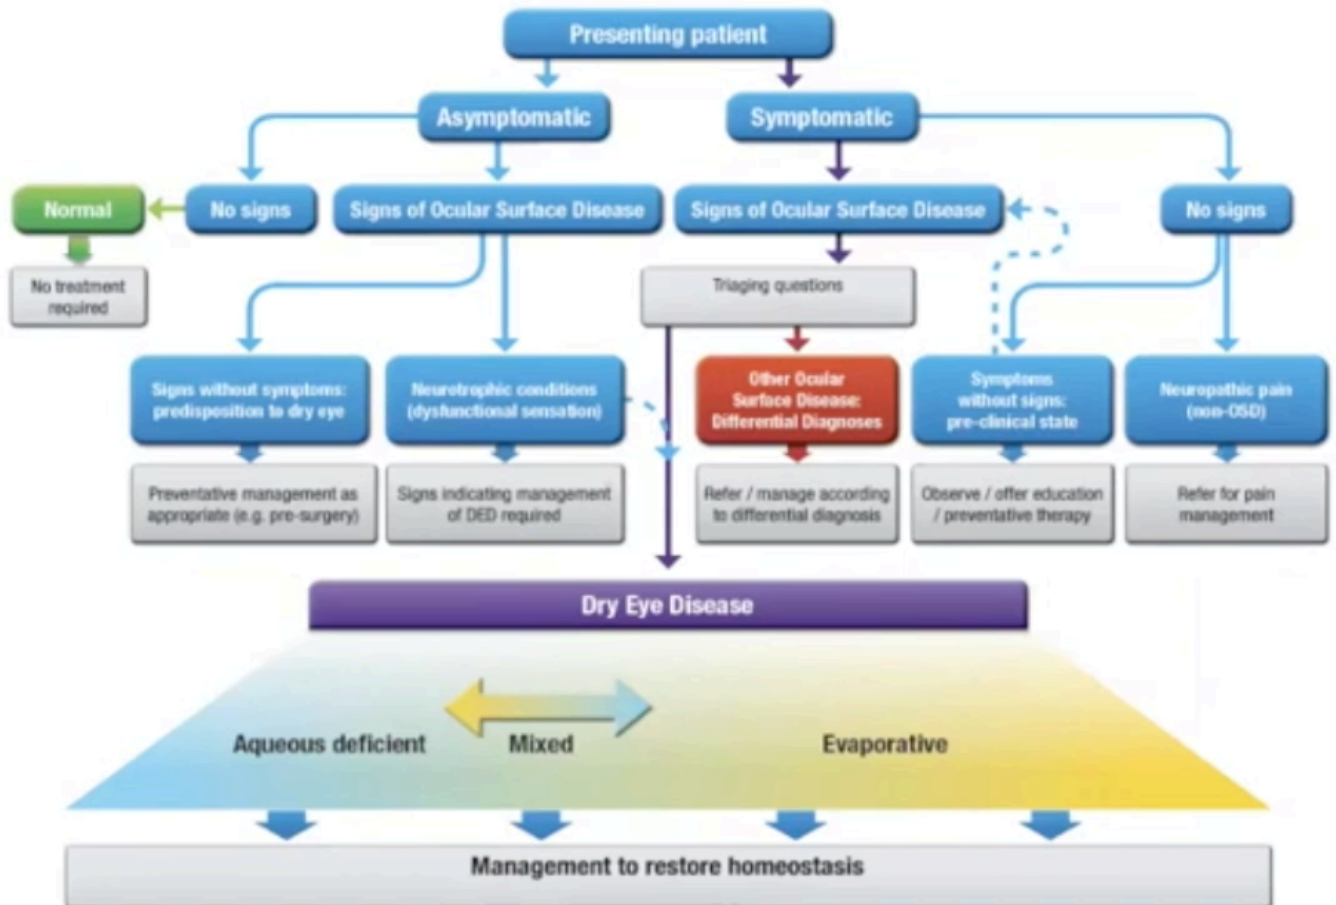 Presenting patient
Asymptomatic
Symptomatic
Normal
No signs
Signs of Ocular Surface Disease
Signs of Ocular Surface Disease
No signs
No treatment
required
Triaging questions
Signs without symptoms:
predisposition to dry eye
Neurotrophic conditions
(dysfunctional sensation)
Other Ocular
Surface Disease:
Differential Diagnoses
Symptoms
without signs:
pre-clinical state
Neuropathic pain
(non-OSD)
Preventative management as
appropriate (e.g. pre-surgery)
Signs indicating management
of DED required
Refer / manage according
to differential diagnosis
Observe / offer education
/ preventative therapy
Refer for pain
management
Dry Eye Disease
Aqueous deficient
Mixed
Evaporative
Management to restore homeostasis